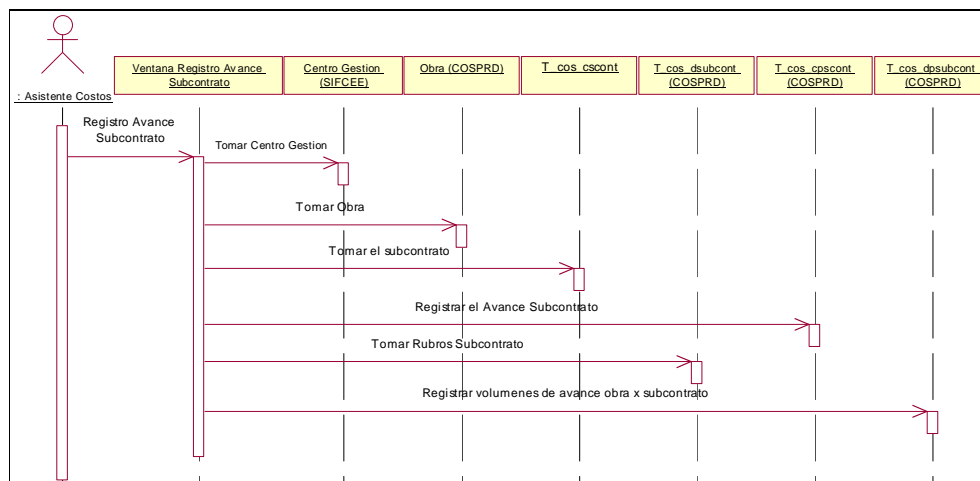 : Asistente Costos
Ventana Registro Avance
Subcontrato
Centro Gestion
(SIFCEE)
Obra (COSPRD)
T_cos_cscont
T_cos_dsubcont
(COSPRD)
T_cos_cpscont
(COSPRD)
T_cos_dpsubcont
(COSPRD)
Registro Avance
Subcontrato
Tomar Centro Gestion
Tomar Obra
Tomar el subcontrato
Registrar el Avance Subcontrato
Tomar Rubros Subcontrato
Registrar volumenes de avance obra x subcontrato